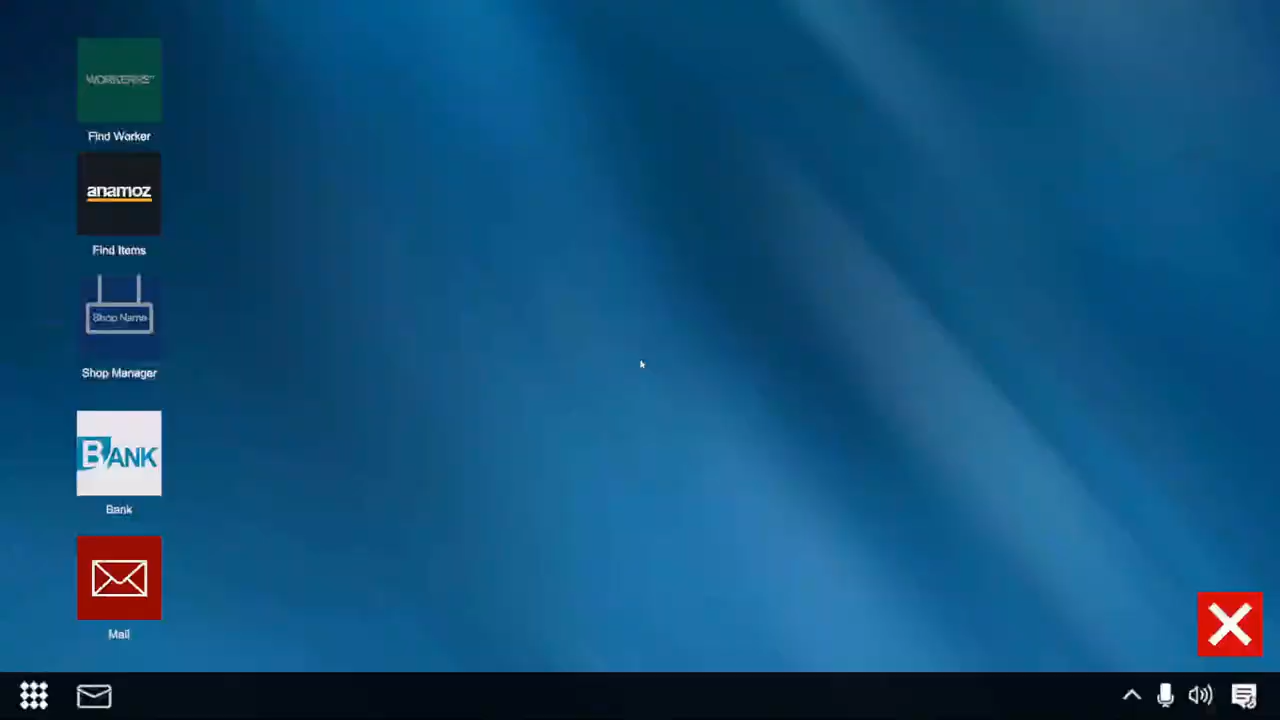 WORKERRS
Find Worker
anamoz
Find Items
Shop Name
Shop Manager
BANK
Bank
Mail